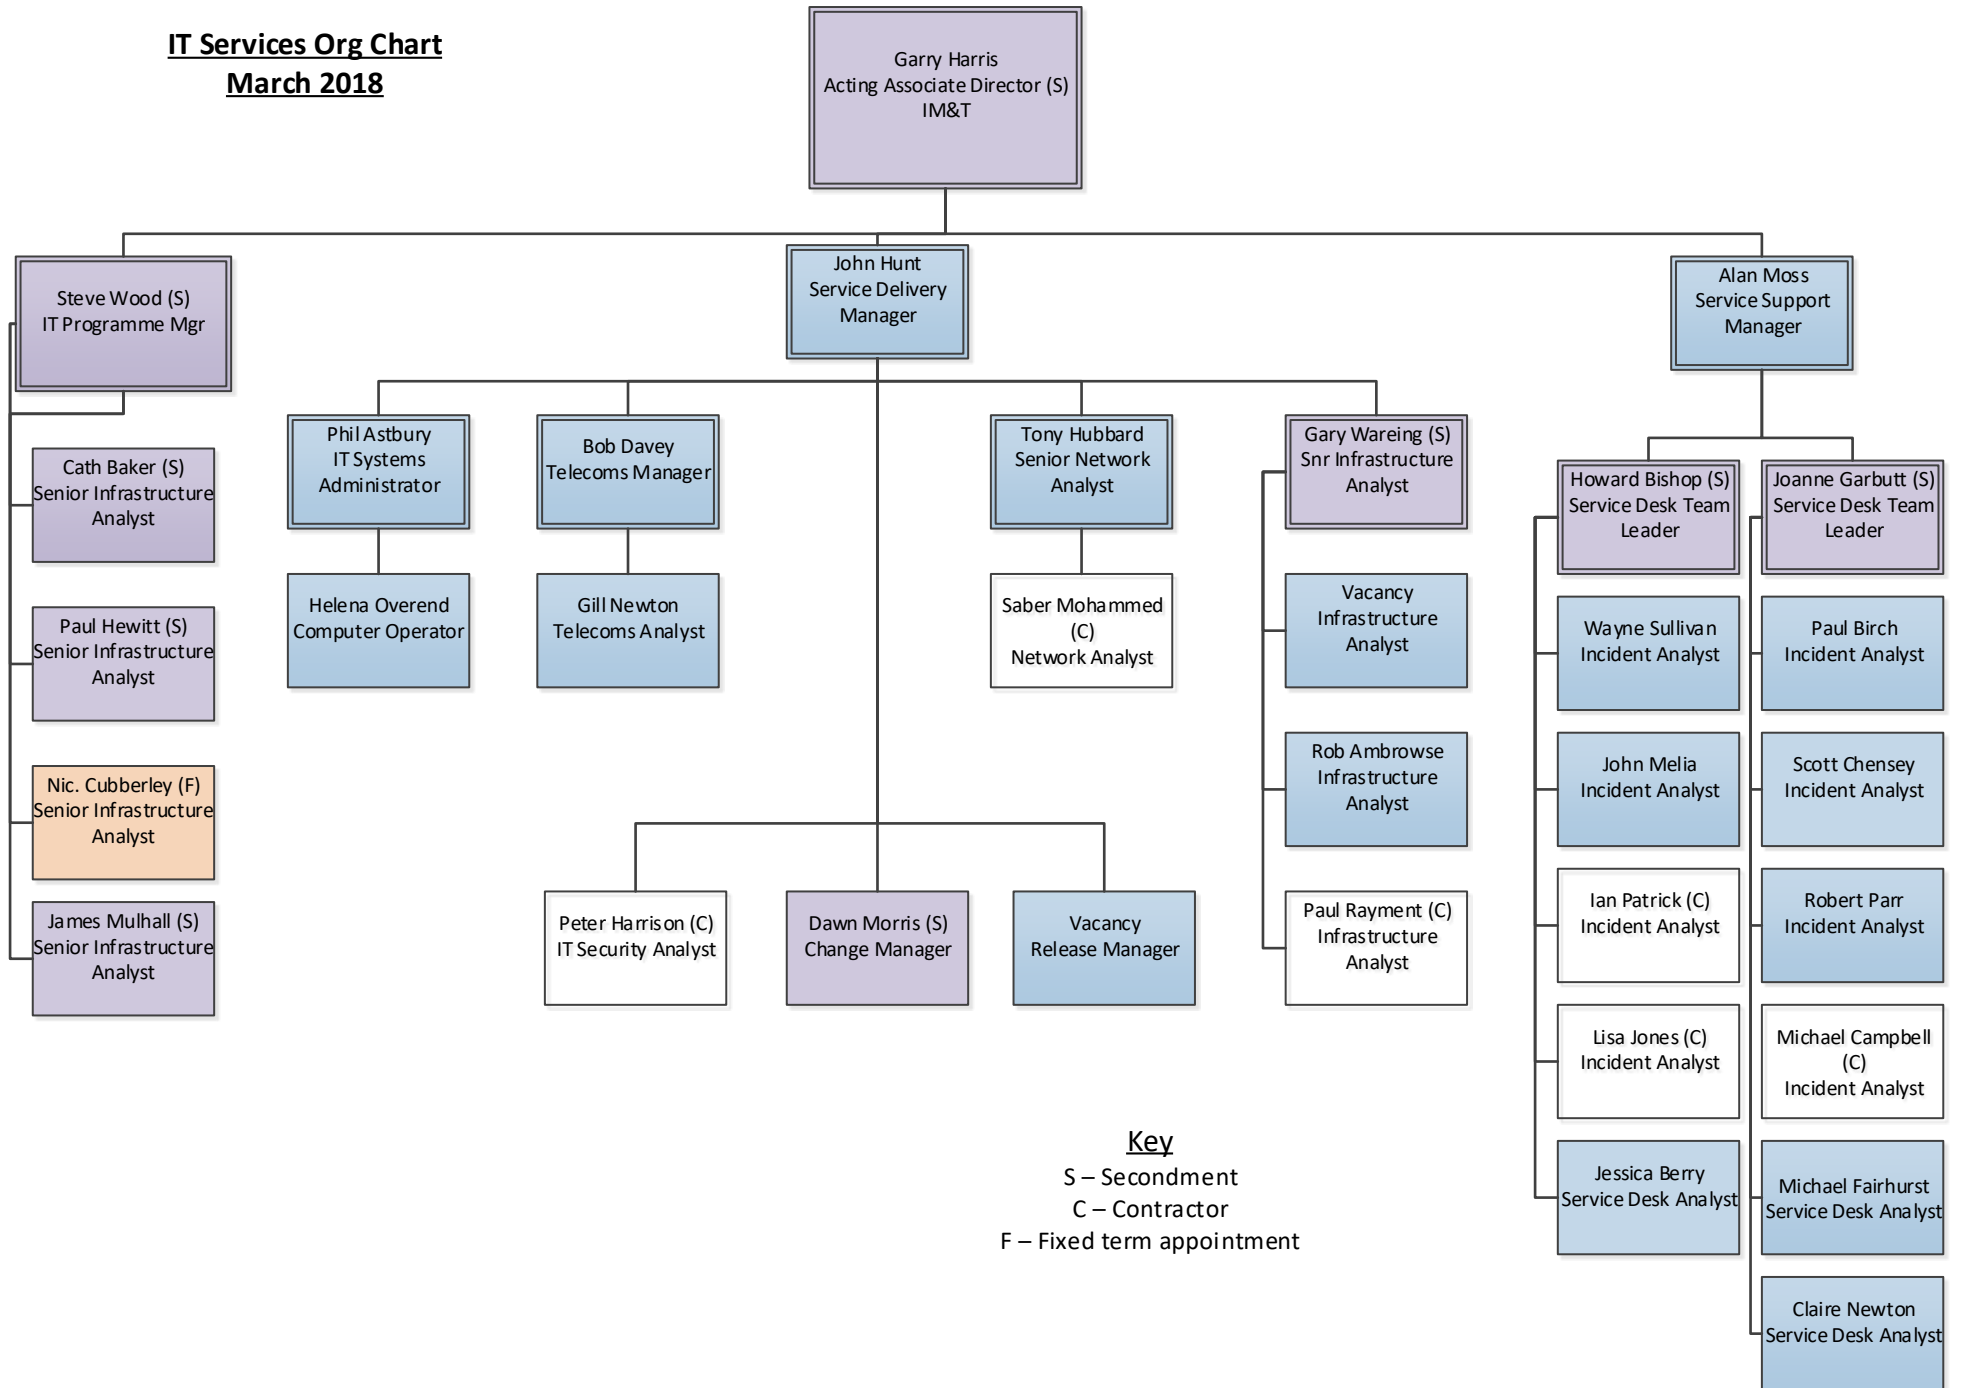 IT Services Org Chart
March 2018
Garry Harris
Acting Associate Director (S)
IM&T
Steve Wood (S)
IT Programme Mgr
John Hunt
Service Delivery
Manager
Alan Moss
Service Support
Manager
Cath Baker (S)
Senior Infrastructure
Analyst
Paul Hewitt (S)
Senior Infrastructure
Analyst
Nic. Cubberley (F)
Senior Infrastructure
Analyst
James Mulhall (S)
Senior Infrastructure
Analyst
Phil Astbury
IT Systems
Administrator
Helena Overend
Computer Operator
Bob Davey
Telecoms Manager
Gill Newton
Telecoms Analyst
Tony Hubbard
Senior Network
Analyst
Saber Mohammed
(C)
Network Analyst
Gary Wareing (S)
Snr Infrastructure
Analyst
Vacancy
Infrastructure
Analyst
Rob Ambrowse
Infrastructure
Analyst
Paul Rayment (C)
Infrastructure
Analyst
Peter Harrison (C)
IT Security Analyst
Dawn Morris (S)
Change Manager
Vacancy
Release Manager
Howard Bishop (S)
Service Desk Team
Leader
Wayne Sullivan
Incident Analyst
John Melia
Incident Analyst
Ian Patrick (C)
Incident Analyst
Lisa Jones (C)
Incident Analyst
Jessica Berry
Service Desk Analyst
Joanne Garbutt (S)
Service Desk Team
Leader
Paul Birch
Incident Analyst
Scott Chensey
Incident Analyst
Robert Parr
Incident Analyst
Michael Campbell
(C)
Incident Analyst
Michael Fairhurst
Service Desk Analyst
Claire Newton
Service Desk Analyst
Key
S – Secondment
C – Contractor
F – Fixed term appointment